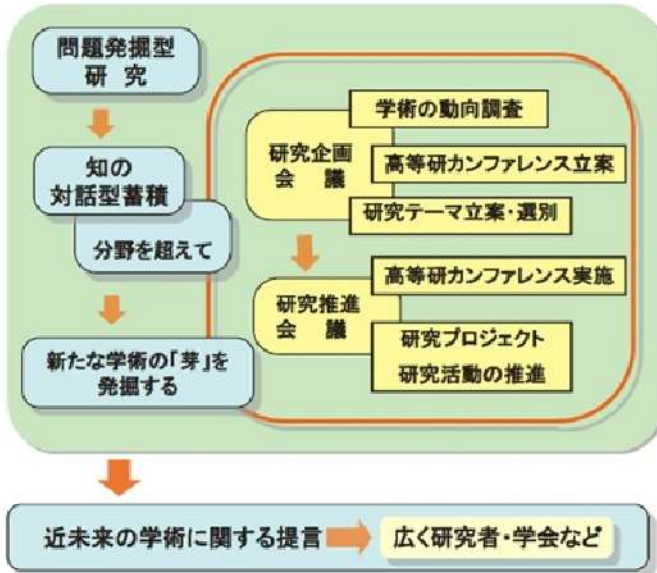 問題発掘型
研 究
知の
対話型蓄積
分野を超えて
新たな学術の「芽」を
発掘する
研究企画
会 議
学術の動向調査
高等研カンファレンス立案
研究テーマ立案・選別
研究推進
会 議
高等研カンファレンス実施
研究プロジェクト
研究活動の推進
近未来の学術に関する提言
広く研究者・学会など